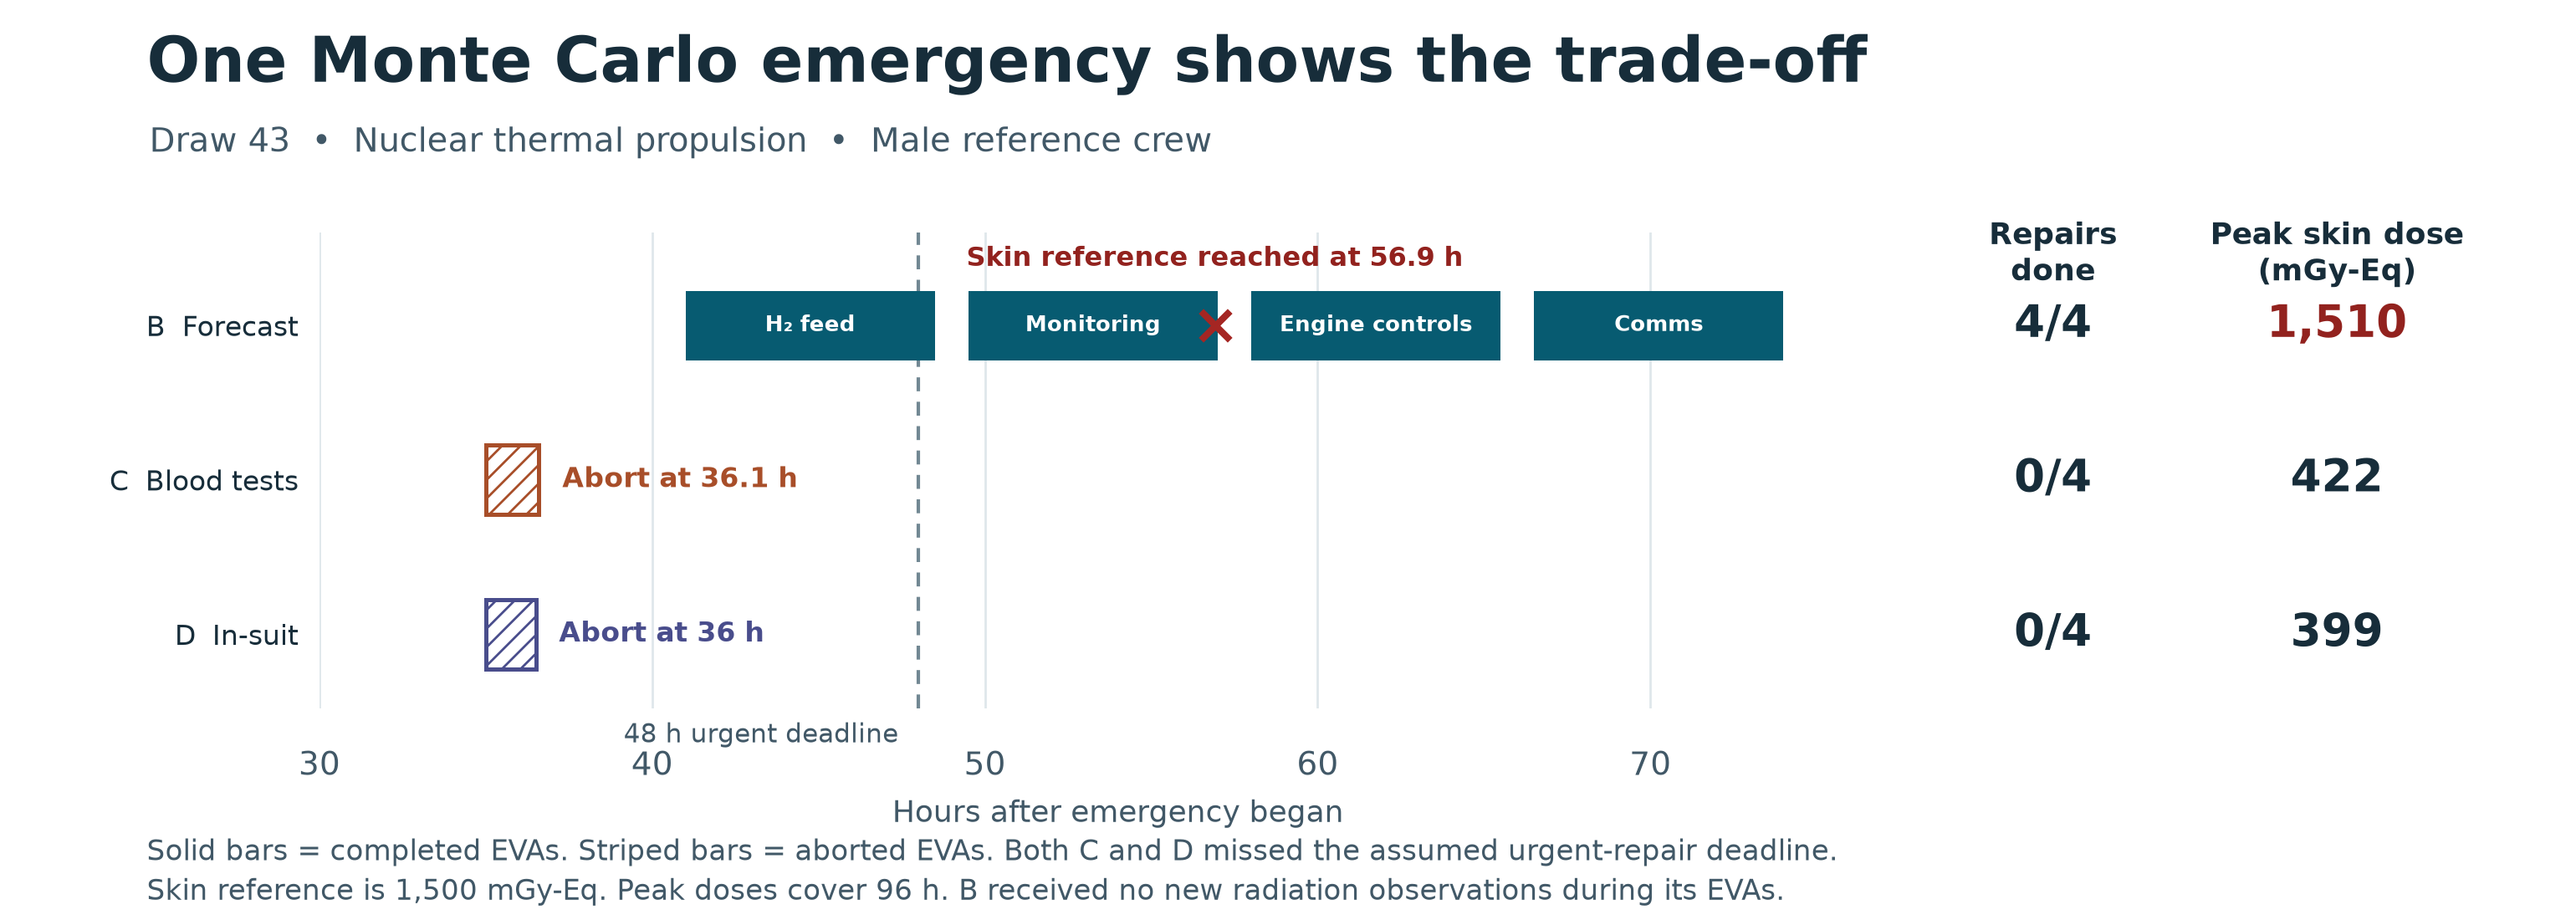 One Monte Carlo emergency shows the trade-off
Draw 43 • Nuclear thermal propulsion • Male reference crew
Repairs done
Peak skin dose (mGy-Eq)
Skin reference reached at 56.9 h
B Forecast
H₂ feed
Monitoring
Engine controls
Comms
4/4
1,510
C Blood tests
Abort at 36.1 h
0/4
422
D In-suit
Abort at 36 h
0/4
399
48 h urgent deadline
30
40
50
60
70
Hours after emergency began
Solid bars = completed EVAs. Striped bars = aborted EVAs. Both C and D missed the assumed urgent-repair deadline.
Skin reference is 1,500 mGy-Eq. Peak doses cover 96 h. B received no new radiation observations during its EVAs.